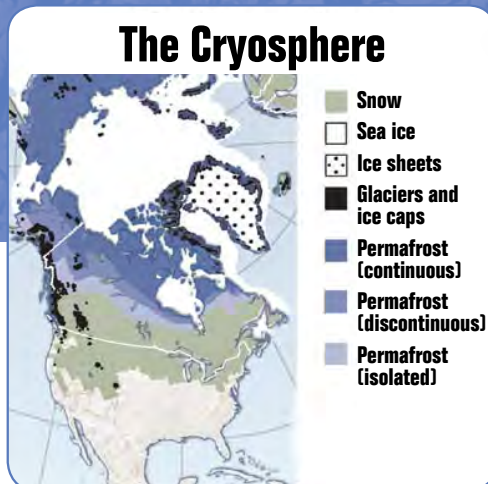 The Cryosphere
Snow
Sea ice
Ice sheets
Glaciers and
ice caps
Permafrost
(continuous)
Permafrost
(discontinuous)
Permafrost
(isolated)